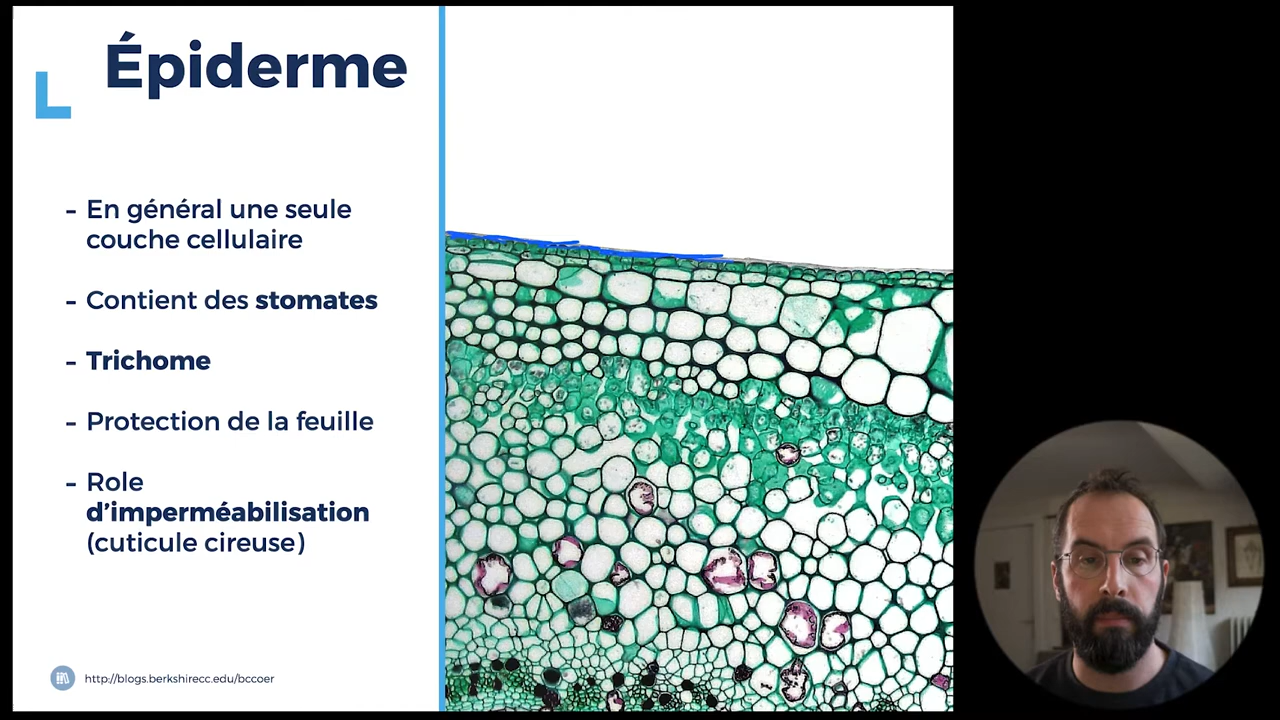 Épiderme
- En général une seule
couche cellulaire
- Contient des stomates
- Trichome
- Protection de la feuille
- Role
d’imperméabilisation
(cuticule cireuse)
http://blogs.berkshirecc.edu/bccoer